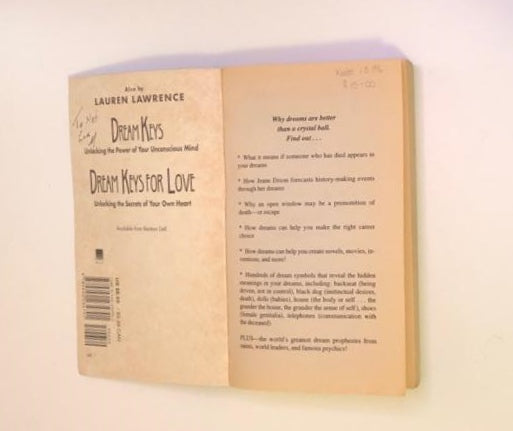 Also by
LAUREN LAWRENCE
DREAM KEYS
Unlocking the Power of Your Unconscious Mind
DREAM KEYS FOR LOVE
Unlocking the Secrets of Your Own Heart
Available from Dell
Why dreams are better
than a crystal ball.
Find out . . .
* What it means if someone who has died appears in
your dreams
* How Jeane Dixon forecasts history-making events
through her dreams
* Why an open window may be a premonition of
death—or escape
* How dreams can help you make the right career
choice
* How dreams can help you create novels, movies, in-
ventions, and more!
* Hundreds of dream symbols that reveal the hidden
meanings of your dreams, including: backseat (being
driven, not in control), black dog (instinctual desires,
death), dolls (babies), house (the body or self . . . the
grander the house, the grander the sense of self), shoes
(female genitalia), telephones (communication with
the deceased)
PLUS—the world's greatest dream prophesies from
saints, world leaders, and famous psychics!